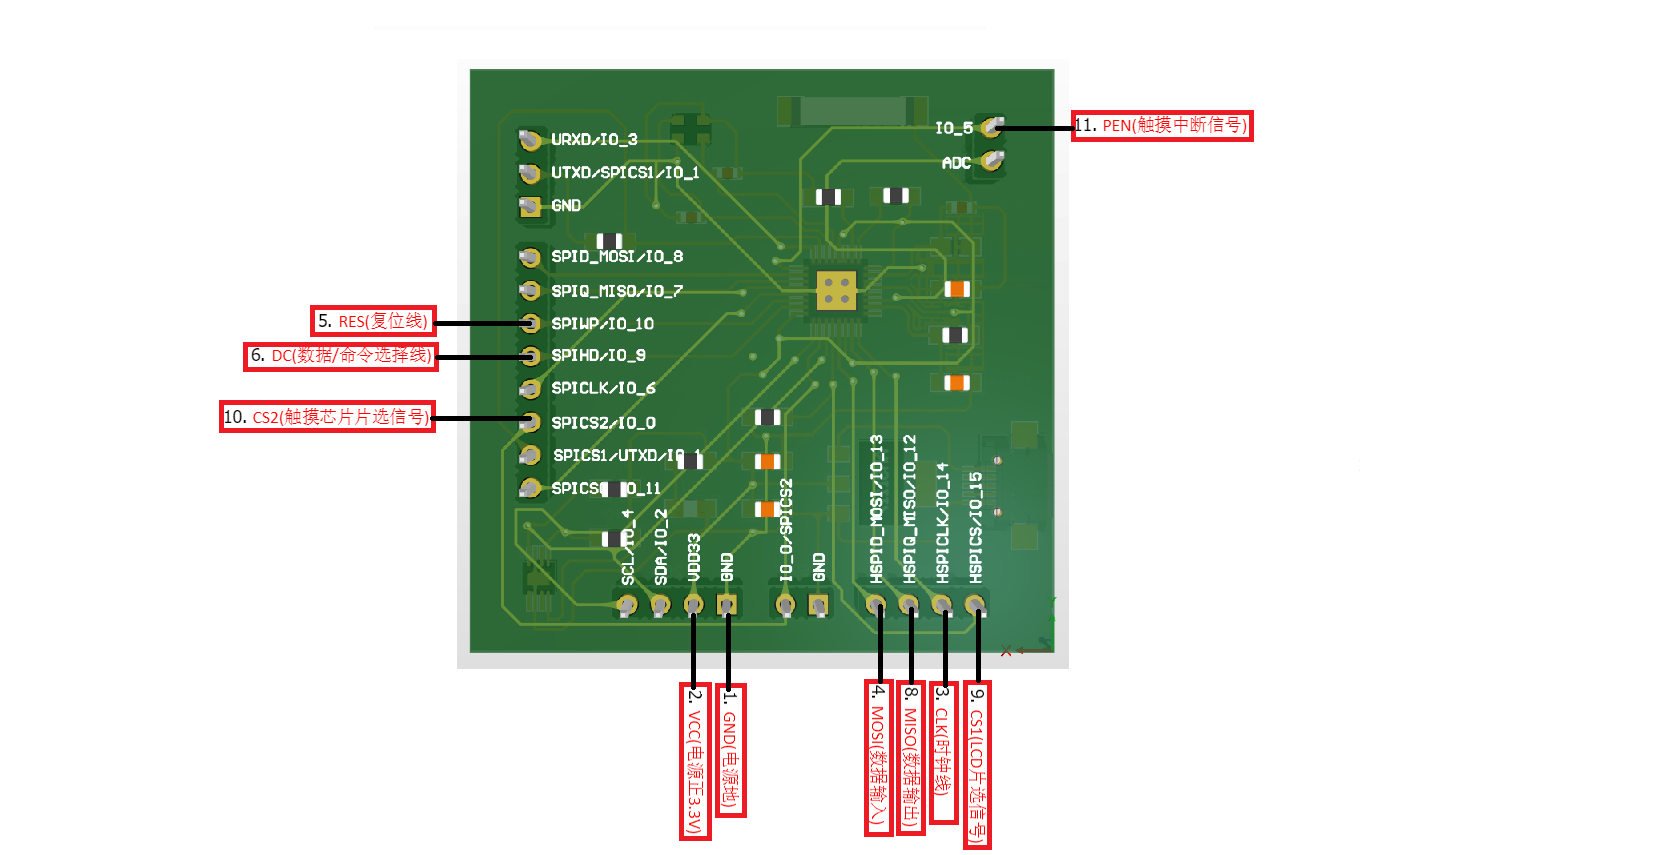 URXD/IO_3
UTXD/SPICS1/IO_1
GND
IO_5
ADC
11. PEN(触摸中断信号)
SPID_MOSI/IO_8
SPIQ_MISO/IO_7
SPIWP/IO_10
SPIHD/IO_9
SPICLK/IO_6
SPICS2/IO_0
SPICS1/UTXD/IO_1
5. RES(复位线)
6. DC(数据/命令选择线)
10. CS2(触摸芯片片选信号)
SCL/IO_4
SDA/IO_2
VDD33
GND
IO_0/SPICS2
GND
HSPID_MOSI/IO_13
HSPIQ_MISO/IO_12
HSPICLK/IO_14
HSPICS/IO_15
X
2. VCC(电源正3.3V)
1. GND(电源地)
4. MOSI(数据输入)
8. MISO(数据输出)
3. CLK(时钟线)
9. CS1(LCD片选信号)